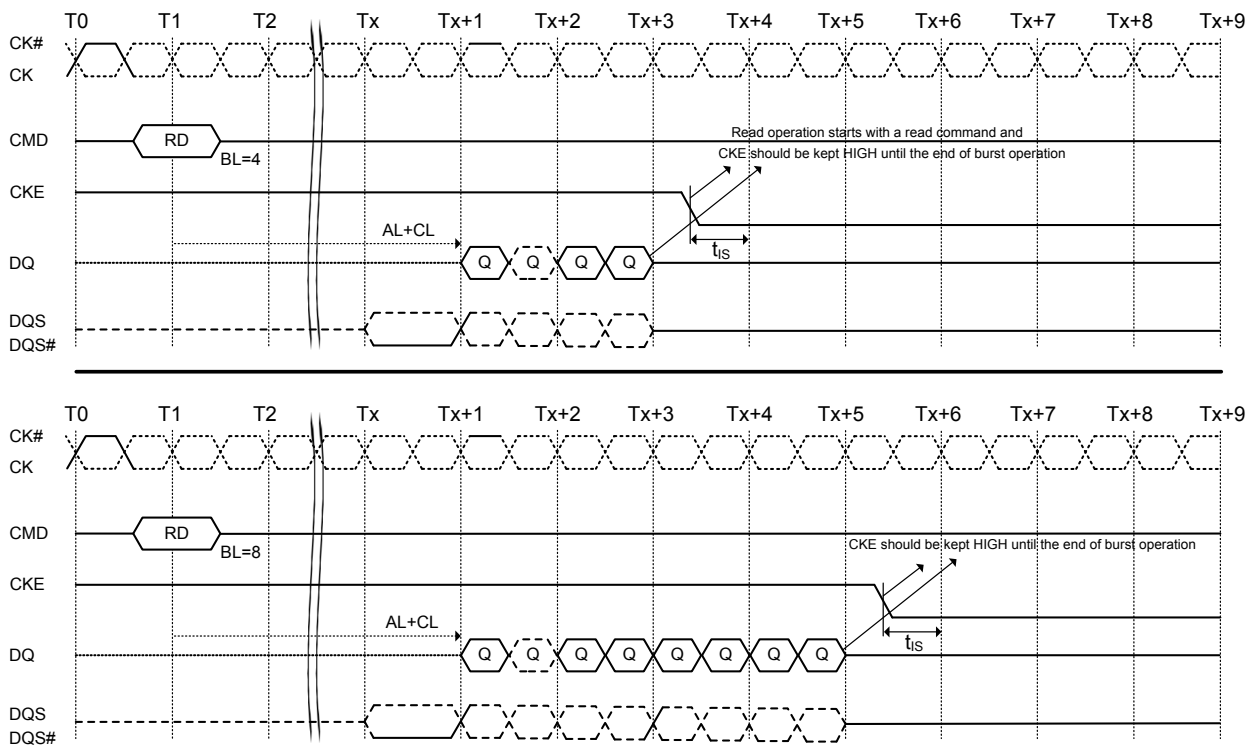 T0 T1 T2 Tx Tx+1 Tx+2 Tx+3 Tx+4 Tx+5 Tx+6 Tx+7 Tx+8 Tx+9
CK#
CK
CMD RD
BL=4
Read operation starts with a read command and
CKE should be kept HIGH until the end of burst operation
CKE
AL+CL
tIS
DQ Q Q Q Q
DQS
DQS#
T0 T1 T2 Tx Tx+1 Tx+2 Tx+3 Tx+4 Tx+5 Tx+6 Tx+7 Tx+8 Tx+9
CK#
CK
CMD RD
BL=8
CKE should be kept HIGH until the end of burst operation
CKE
AL+CL
tIS
DQ Q Q Q Q Q Q Q Q
DQS
DQS#